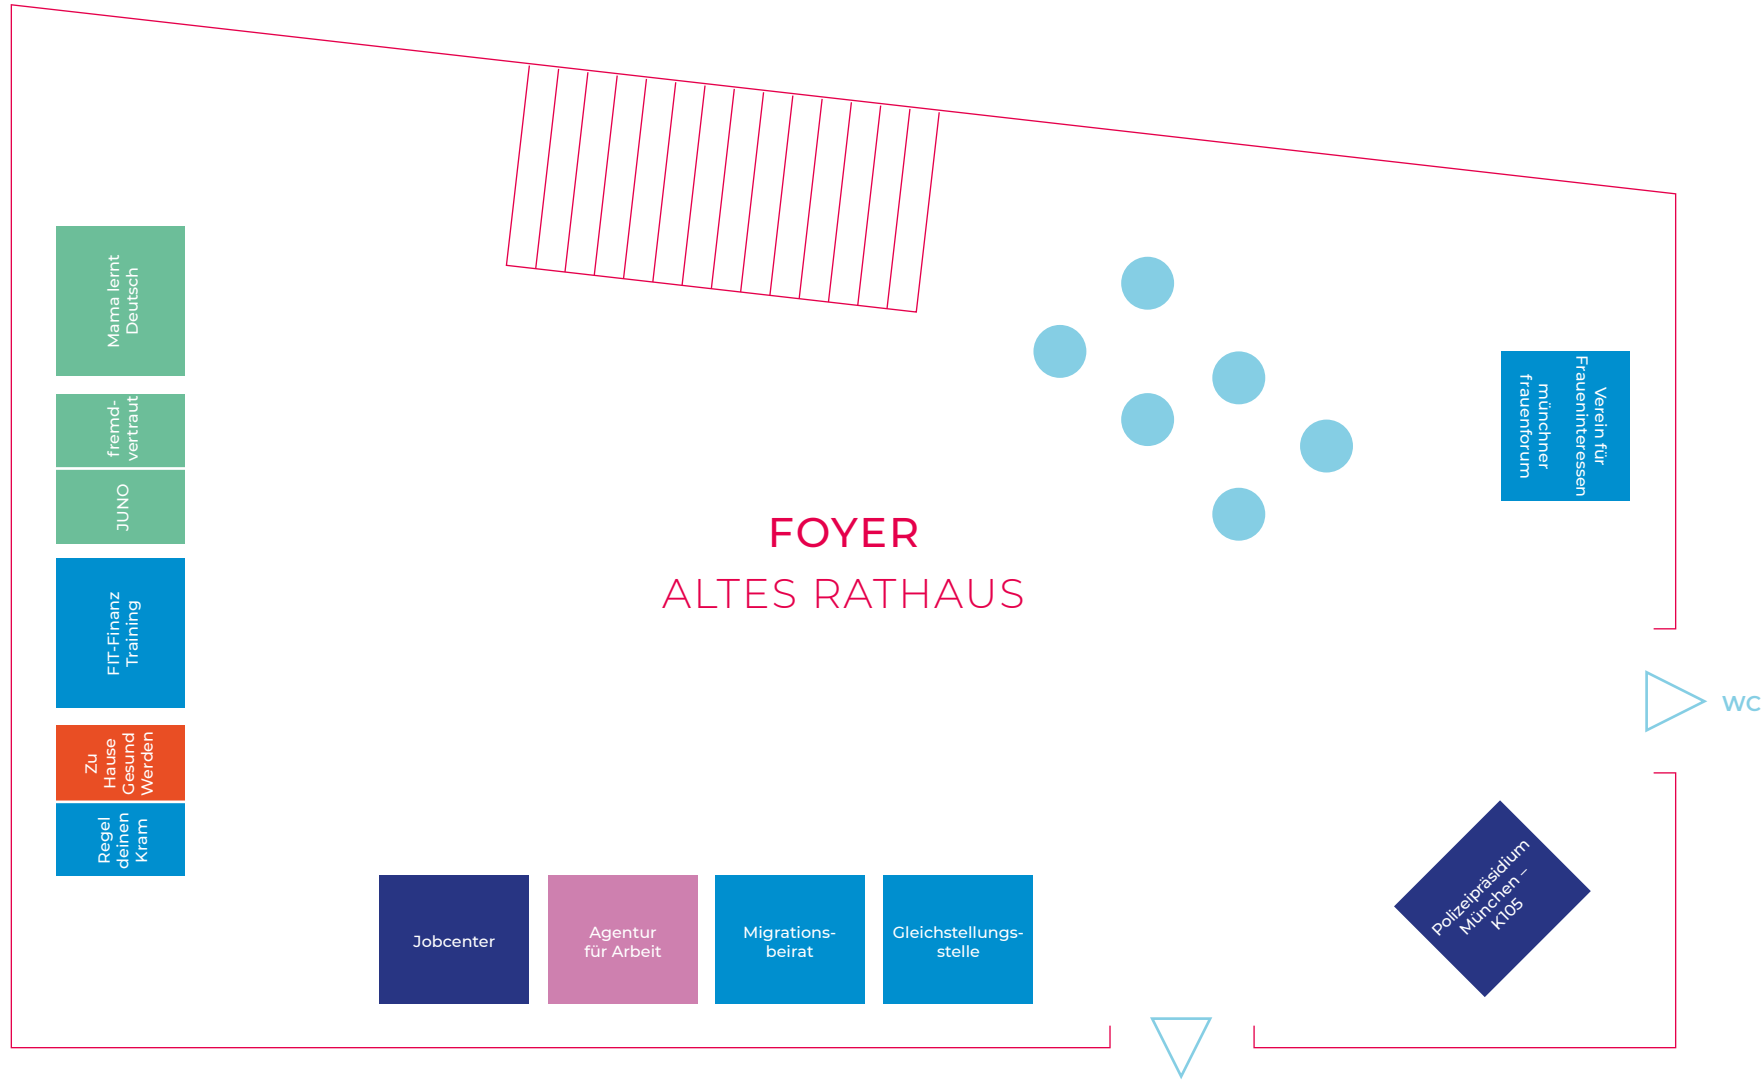 FOYER
ALTES RATHAUS
Mama lernt
Deutsch
fremd-
vertraut
JUNO
FIT-Finanz
Training
Zu
Hause
Gesund
Werden
Regel
deinen
Kram
Jobcenter
Agentur
für Arbeit
Migrations-
beirat
Gleichstellungs-
stelle
Polizeipräsidium
München –
K105
Verein für
Fraueninteressen
münchner
frauenforum
WC